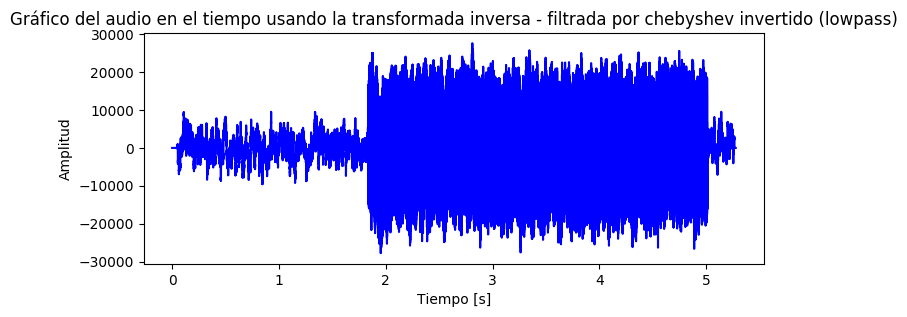 Gráfico del audio en el tiempo usando la transformada inversa - filtrada por chebyshev invertido (lowpass)
30000
20000
10000
0
−10000
−20000
−30000
Amplitud
0 1 2 3 4 5
Tiempo [s]